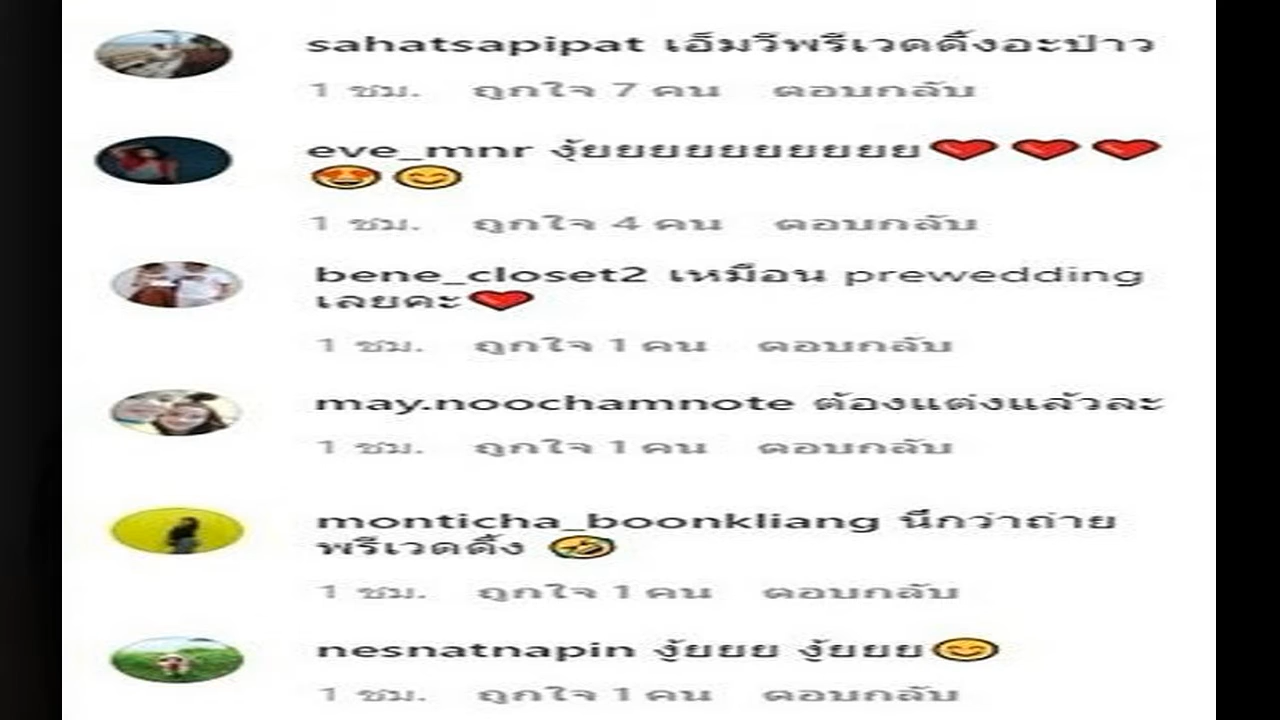 sahatsapipat เอ็มวีพรีเวดดิ้งอะป่าว
1 ชม. ถูกใจ 7 คน ตอบกลับ
eve_mnr งุ้ยยยยยยยยยยย❤️❤️❤️
😍😊
1 ชม. ถูกใจ 4 คน ตอบกลับ
bene_closet2 เหมือน prewedding
เลยคะ❤️
1 ชม. ถูกใจ 1 คน ตอบกลับ
may.noochamnote ต้องแต่งแล้วละ
1 ชม. ถูกใจ 1 คน ตอบกลับ
monticha_boonkliang นึกว่าถ่าย
พรีเวดดิ้ง 🤣
1 ชม. ถูกใจ 1 คน ตอบกลับ
nesnatnapin งุ้ยยย งุ้ยยย😊
1 ชม. ถูกใจ 1 คน ตอบกลับ